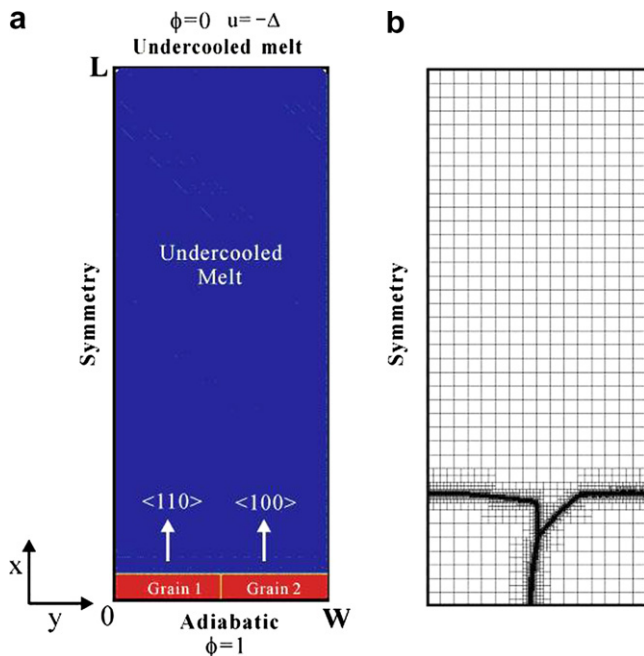 a
ϕ=0 u=-Δ
Undercooled melt
L
Symmetry
Undercooled
Melt
<110> <100>
Grain 1 Grain 2
x
y
0
W
Adiabatic
ϕ=1
b
Symmetry